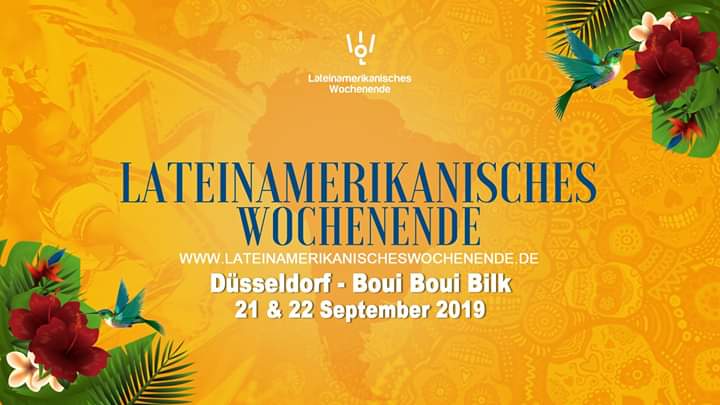 Lateinamerikanisches
Wochenende
LATEINAMERIKANISCHES
WOCHENENDE
WWW.LATEINAMERIKANISCHESWOCHENENDE.DE
Düsseldorf - Boui Boui Bilk
21 & 22 September 2019